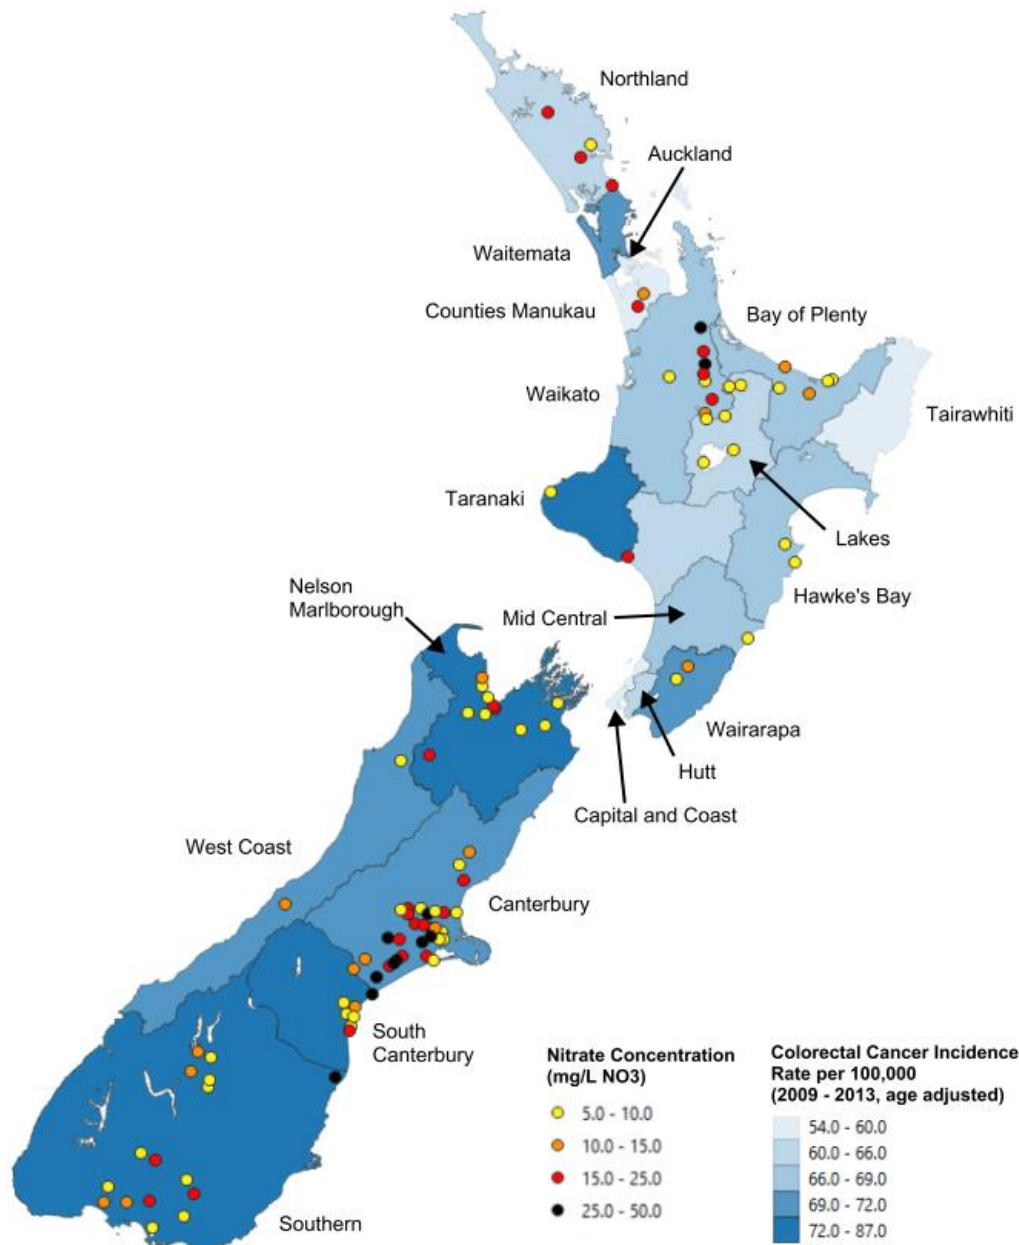 Northland
Auckland
Waitemata
Counties Manukau
Bay of Plenty
Waikato
Tairawhiti
Taranaki
Lakes
Nelson
Marlborough
Hawke's Bay
Mid Central
Wairarapa
Hutt
Capital and Coast
West Coast
Canterbury
South
Canterbury
Southern
Nitrate Concentration
(mg/L NO3)
5.0 - 10.0
10.0 - 15.0
15.0 - 25.0
25.0 - 50.0
Colorectal Cancer Incidence
Rate per 100,000
(2009 - 2013, age adjusted)
54.0 - 60.0
60.0 - 66.0
66.0 - 69.0
69.0 - 72.0
72.0 - 87.0